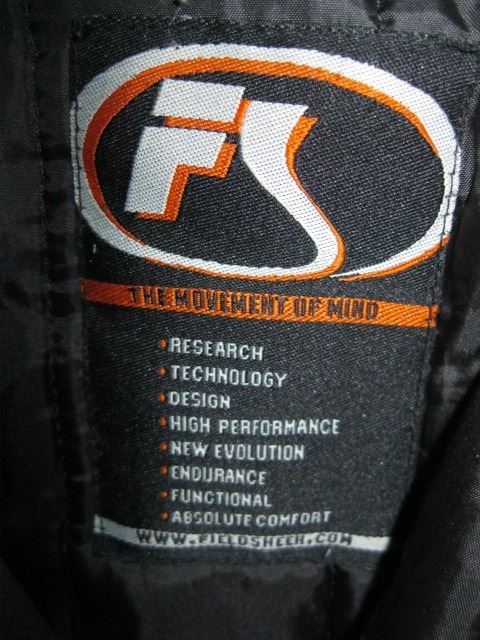 FS
THE MOVEMENT OF MIND
RESEARCH
TECHNOLOGY
DESIGN
HIGH PERFORMANCE
NEW EVOLUTION
ENDURANCE
FUNCTIONAL
ABSOLUTE COMFORT
WWW.FIELDSHEER.COM